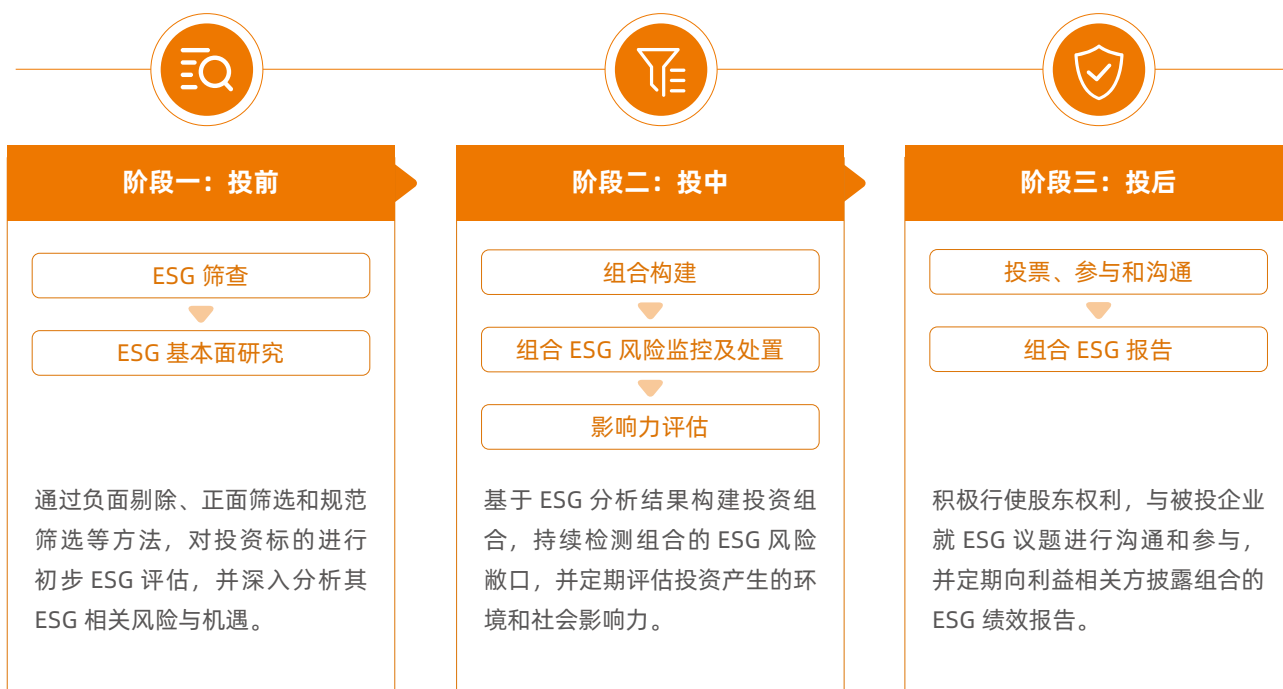 阶段一：投前
ESG 筛查
ESG 基本面研究
通过负面剔除、正面筛选和规范
筛选等方法，对投资标的进行
初步 ESG 评估，并深入分析其
ESG 相关风险与机遇。
阶段二：投中
组合构建
组合 ESG 风险监控及处置
影响力评估
基于 ESG 分析结果构建投资组
合，持续检测组合的 ESG 风险
敞口，并定期评估投资产生的环
境和社会影响力。
阶段三：投后
投票、参与和沟通
组合 ESG 报告
积极行使股东权利，与被投企业
就 ESG 议题进行沟通和参与，
并定期向利益相关方披露组合的
ESG 绩效报告。